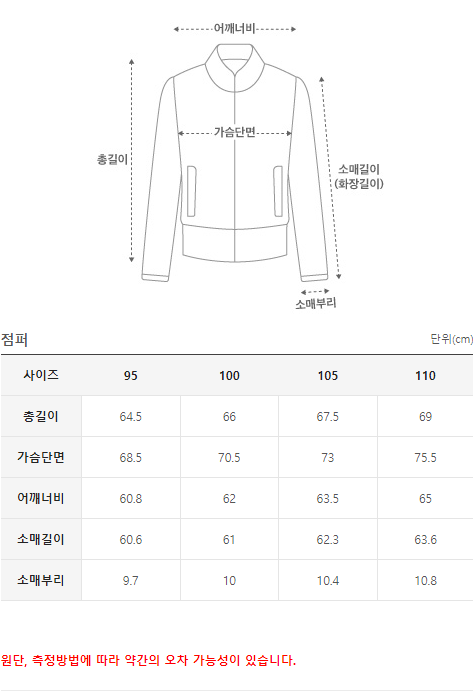 어깨너비
가슴단면
총길이
소매길이
(화장길이)
소매부리
점퍼 단위(cm)
사이즈 95 100 105 110
총길이 64.5 66 67.5 69
가슴단면 68.5 70.5 73 75.5
어깨너비 60.8 62 63.5 65
소매길이 60.6 61 62.3 63.6
소매부리 9.7 10 10.4 10.8
원단, 측정방법에 따라 약간의 오차 가능성이 있습니다.